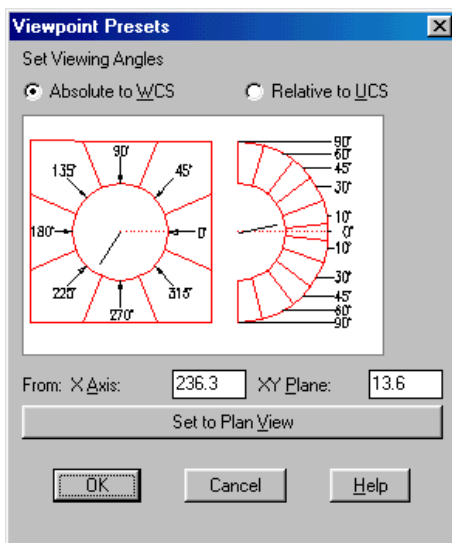 Viewpoint Presets
Set Viewing Angles
Absolute to WCS Relative to UCS
90°
135° 45°
180° 0°
225° 315°
270°
90°
60°
45°
30°
10°
0°
10°
30°
45°
60°
90°
From: X Axis: 236.3 XY Plane: 13.6
Set to Plan View
OK Cancel Help